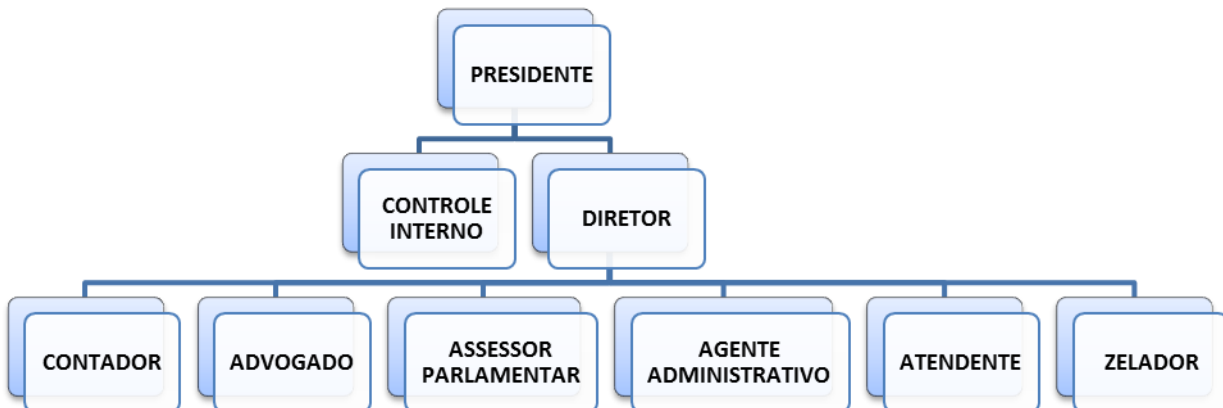 PRESIDENTE
CONTROLE
INTERNO
DIRETOR
CONTADOR
ADVOGADO
ASSESSOR
PARLAMENTAR
AGENTE
ADMINISTRATIVO
ATENDENTE
ZELADOR